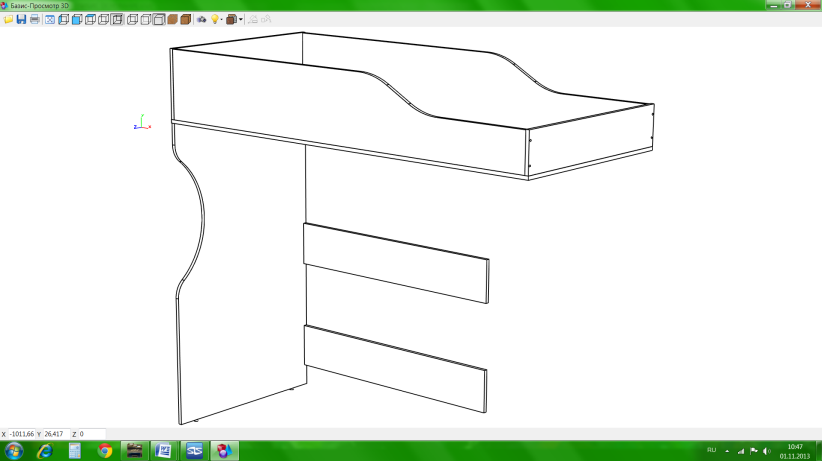 Базис-Просмотр 3D
Y
Z X
X -1011,66 Y 26,417 Z 0
RU
10:47
01.11.2013